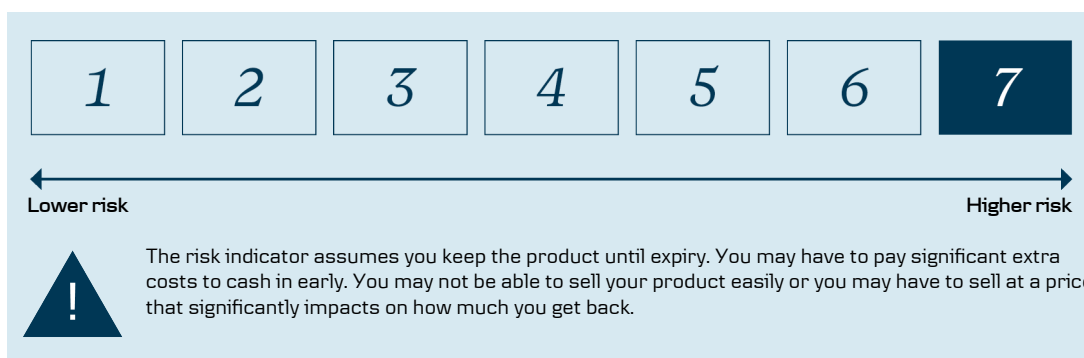 1 2 3 4 5 6 7
Lower risk Higher risk
The risk indicator assumes you keep the product until expiry. You may have to pay significant extra
costs to cash in early. You may not be able to sell your product easily or you may have to sell at a price
that significantly impacts on how much you get back.
!